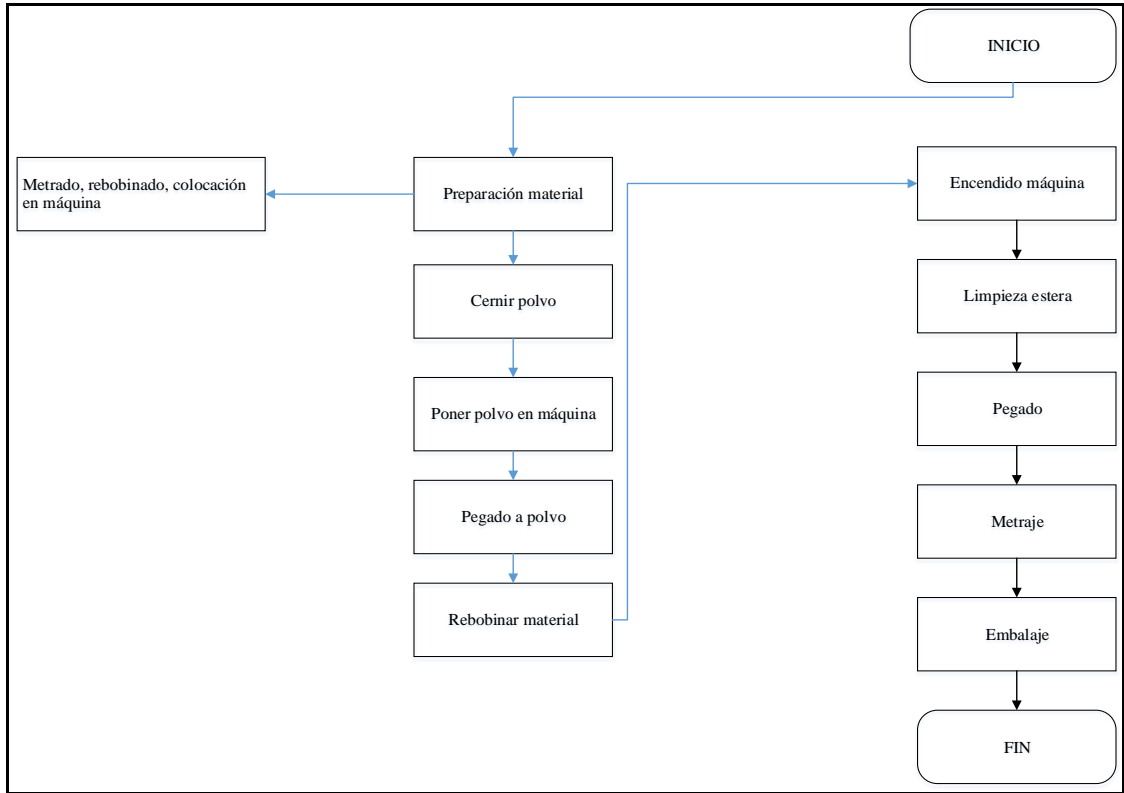 INICIO
Metrado, rebobinado, colocación
en máquina
Preparación material
Encendido máquina
Cernir polvo
Limpieza estera
Poner polvo en máquina
Pegado
Pegado a polvo
Metraje
Rebobinar material
Embalaje
FIN